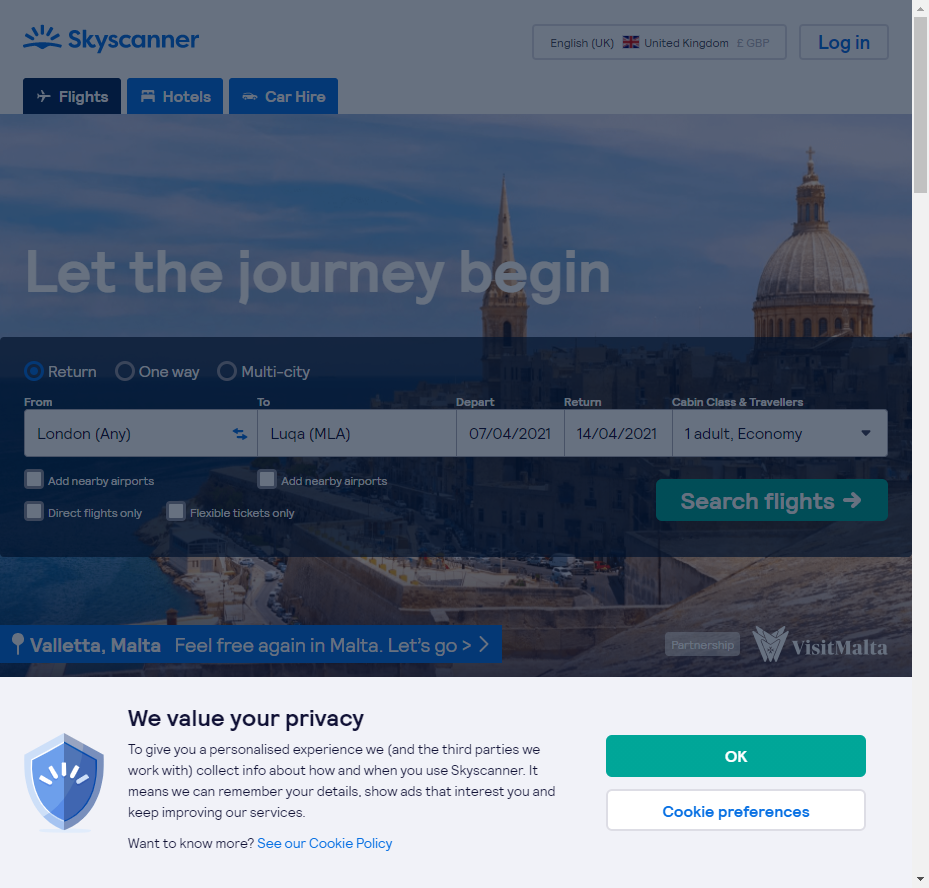 Skyscanner
English (UK) United Kingdom £ GBP
Log in
Flights Hotels Car Hire
Let the journey begin
Return One way Multi-city
From To Depart Return Cabin Class & Travellers
London (Any) Luqa (MLA) 07/04/2021 14/04/2021 1 adult, Economy
Add nearby airports Add nearby airports
Direct flights only Flexible tickets only
Search flights
Valletta, Malta Feel free again in Malta. Let's go >
Partnership VisitMalta
We value your privacy
To give you a personalised experience we (and the third parties we
work with) collect info about how and when you use Skyscanner. It
means we can remember your details, show ads that interest you and
keep improving our services.
Want to know more? See our Cookie Policy
OK
Cookie preferences